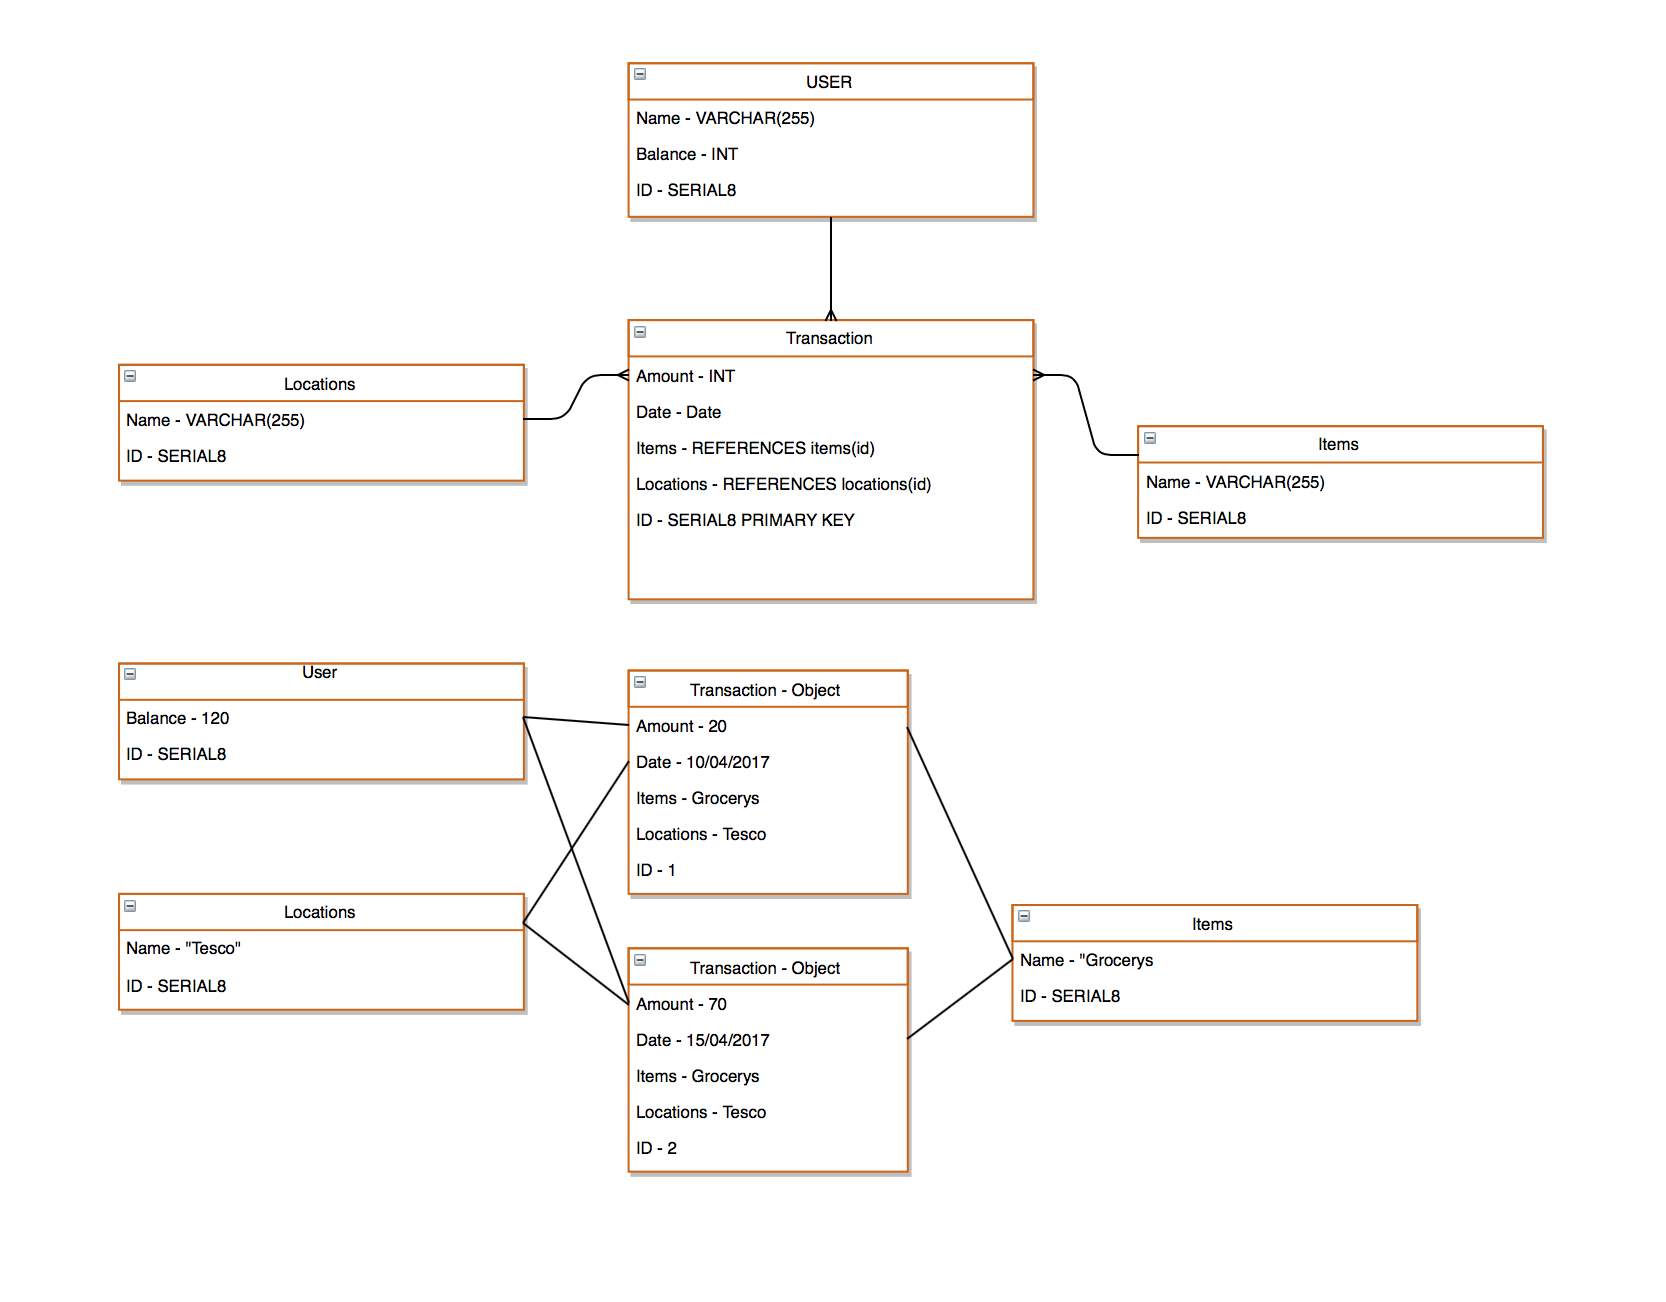 USER
Name - VARCHAR(255)
Balance - INT
ID - SERIAL8
Transaction
Amount - INT
Date - Date
Items - REFERENCES items(id)
Locations - REFERENCES locations(id)
ID - SERIAL8 PRIMARY KEY
Locations
Name - VARCHAR(255)
ID - SERIAL8
Items
Name - VARCHAR(255)
ID - SERIAL8
User
Balance - 120
ID - SERIAL8
Transaction - Object
Amount - 20
Date - 10/04/2017
Items - Grocerys
Locations - Tesco
ID - 1
Locations
Name - "Tesco"
ID - SERIAL8
Transaction - Object
Amount - 70
Date - 15/04/2017
Items - Grocerys
Locations - Tesco
ID - 2
Items
Name - "Grocerys
ID - SERIAL8